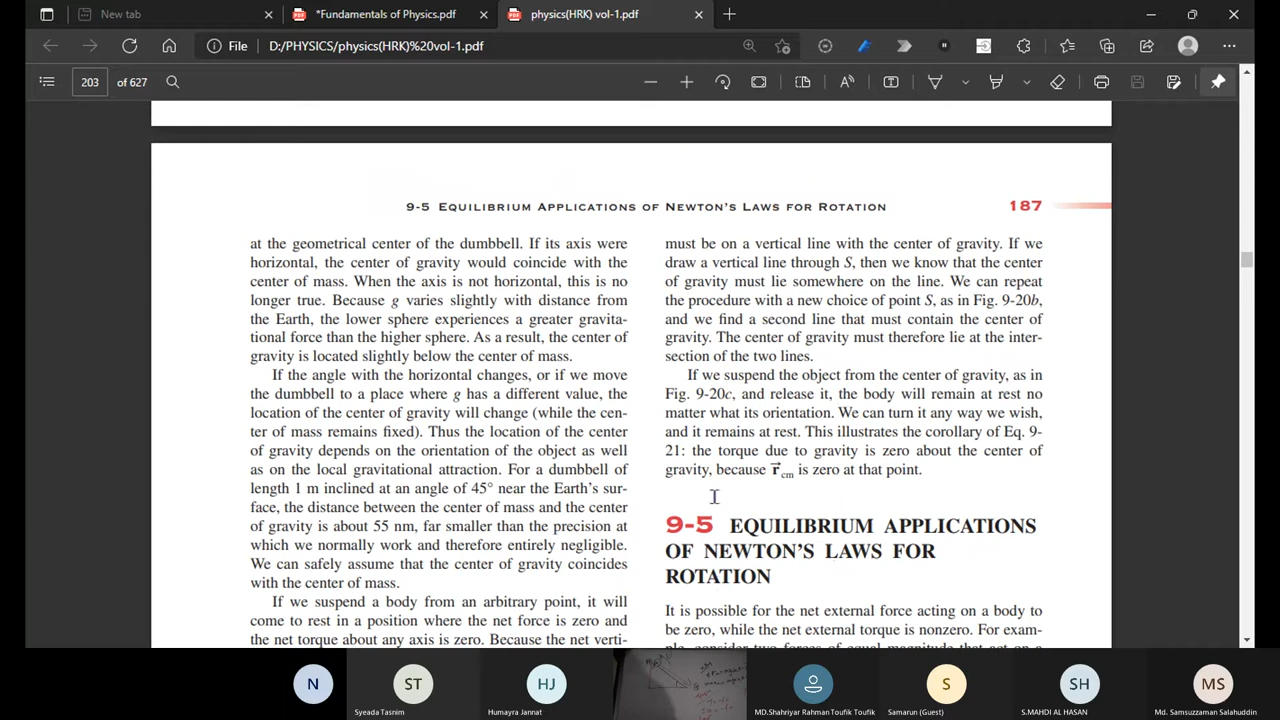 New tab
*Fundamentals of Physics.pdf
physics(HRK) vol-1.pdf
File
D:/PHYSICS/physics(HRK)%20vol-1.pdf
203 of 627
9-5 EQUILIBRIUM APPLICATIONS OF NEWTON'S LAWS FOR ROTATION 187
at the geometrical center of the dumbbell. If its axis were
horizontal, the center of gravity would coincide with the
center of mass. When the axis is not horizontal, this is no
longer true. Because g varies slightly with distance from
the Earth, the lower sphere experiences a greater gravita-
tional force than the higher sphere. As a result, the center of
gravity is located slightly below the center of mass.
If the angle with the horizontal changes, or if we move
the dumbbell to a place where g has a different value, the
location of the center of gravity will change (while the cen-
ter of mass remains fixed). Thus the location of the center
of gravity depends on the orientation of the object as well
as on the local gravitational attraction. For a dumbbell of
length 1 m inclined at an angle of 45° near the Earth's sur-
face, the distance between the center of mass and the center
of gravity is about 55 nm, far smaller than the precision at
which we normally work and therefore entirely negligible.
We can safely assume that the center of gravity coincides
with the center of mass.
If we suspend a body from an arbitrary point, it will
come to rest in a position where the net force is zero and
the net torque about any axis is zero. Because the net verti-
must be on a vertical line with the center of gravity. If we
draw a vertical line through S, then we know that the center
of gravity must lie somewhere on the line. We can repeat
the procedure with a new choice of point S, as in Fig. 9-20b,
and we find a second line that must contain the center of
gravity. The center of gravity must therefore lie at the inter-
section of the two lines.
If we suspend the object from the center of gravity, as in
Fig. 9-20c, and release it, the body will remain at rest no
matter what its orientation. We can turn it any way we wish,
and it remains at rest. This illustrates the corollary of Eq. 9-
21: the torque due to gravity is zero about the center of
gravity, because r⃗cm is zero at that point.
9-5 EQUILIBRIUM APPLICATIONS
OF NEWTON'S LAWS FOR
ROTATION
It is possible for the net external force acting on a body to
be zero, while the net external torque is nonzero. For exam-
ple, consider two forces of equal magnitude that act on a
N
ST
HJ
S
SH
MS
Syeada Tasnim
Humayra Jannat
MD.Shahriyar Rahman Toufik Toufik
Samarun (Guest)
S.MAHDI AL HASAN
Md. Samsuzzaman Salahuddin